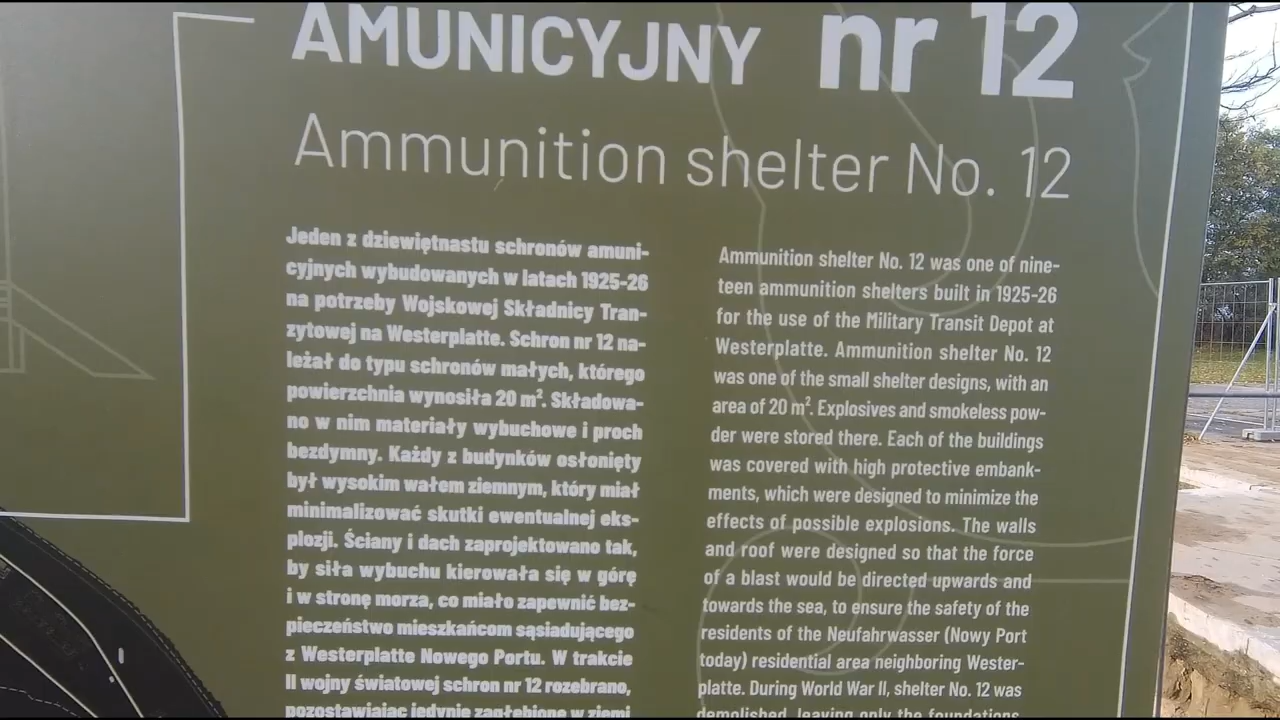 AMUNICYJNY nr 12
Ammunition shelter No. 12
Jeden z dziewiętnastu schronów amuni-
cyjnych wybudowanych w latach 1925-26
na potrzeby Wojskowej Składnicy Tran-
zytowej na Westerplatte. Schron nr 12 na-
leżał do typu schronów małych, którego
powierzchnia wynosiła 20 m². Składowa-
no w nim materiały wybuchowe i proch
bezdymny. Każdy z budynków osłonięty
był wysokim wałem ziemnym, który miał
minimalizować skutki ewentualnej eks-
plozji. Ściany i dach zaprojektowano tak,
by siła wybuchu kierowała się w górę
i w stronę morza, co miało zapewnić bez-
pieczeństwo mieszkańcom sąsiadującego
z Westerplatte Nowego Portu. W trakcie
II wojny światowej schron nr 12 rozebrano,
pozostawiając jedynie zagłębione w ziemi
Ammunition shelter No. 12 was one of nine-
teen ammunition shelters built in 1925-26
for the use of the Military Transit Depot at
Westerplatte. Ammunition shelter No. 12
was one of the small shelter designs, with an
area of 20 m². Explosives and smokeless pow-
der were stored there. Each of the buildings
was covered with high protective embank-
ments, which were designed to minimize the
effects of possible explosions. The walls
and roof were designed so that the force
of a blast would be directed upwards and
towards the sea, to ensure the safety of the
residents of the Neufahrwasser (Nowy Port
today) residential area neighboring Wester-
platte. During World War II, shelter No. 12 was
demolished, leaving only the foundations